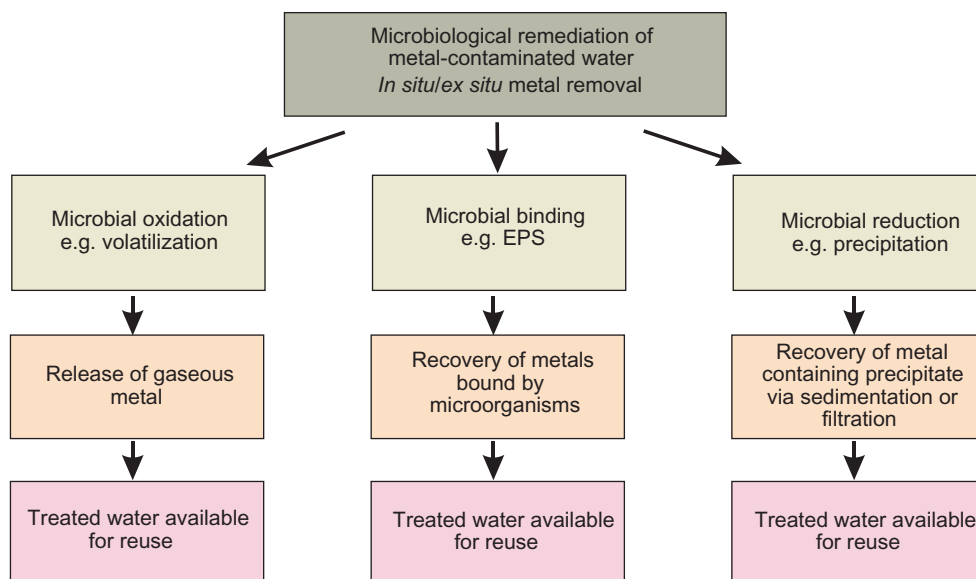 Microbiological remediation of
metal-contaminated water
In situ/ex situ metal removal
Microbial oxidation
e.g. volatilization
Microbial binding
e.g. EPS
Microbial reduction
e.g. precipitation
Release of gaseous
metal
Recovery of metals
bound by
microorganisms
Recovery of metal
containing precipitate
via sedimentation or
filtration
Treated water available
for reuse
Treated water available
for reuse
Treated water available
for reuse